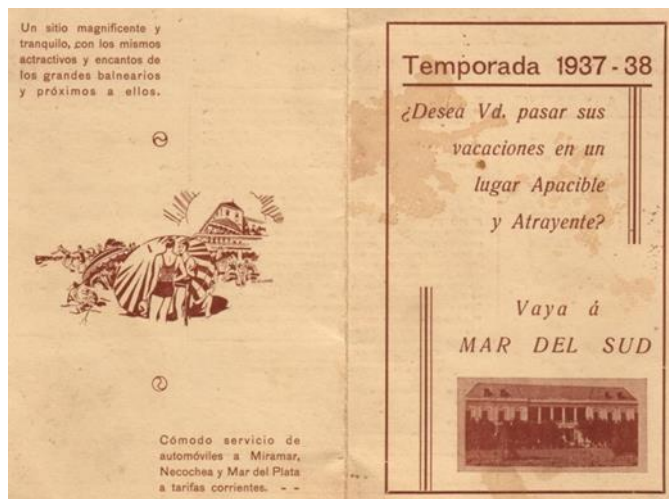 Un sitio magnificente y
tranquilo, con los mismos
actractivos y encantos de
los grandes balnearios
y próximos a ellos.
Cómodo servicio de
automóviles a Miramar,
Necochea y Mar del Plata
a tarifas corrientes. - -
Temporada 1937-38
¿Desea Vd. pasar sus
vacaciones en un
lugar Apacible
y Atrayente?
Vaya á
MAR DEL SUD